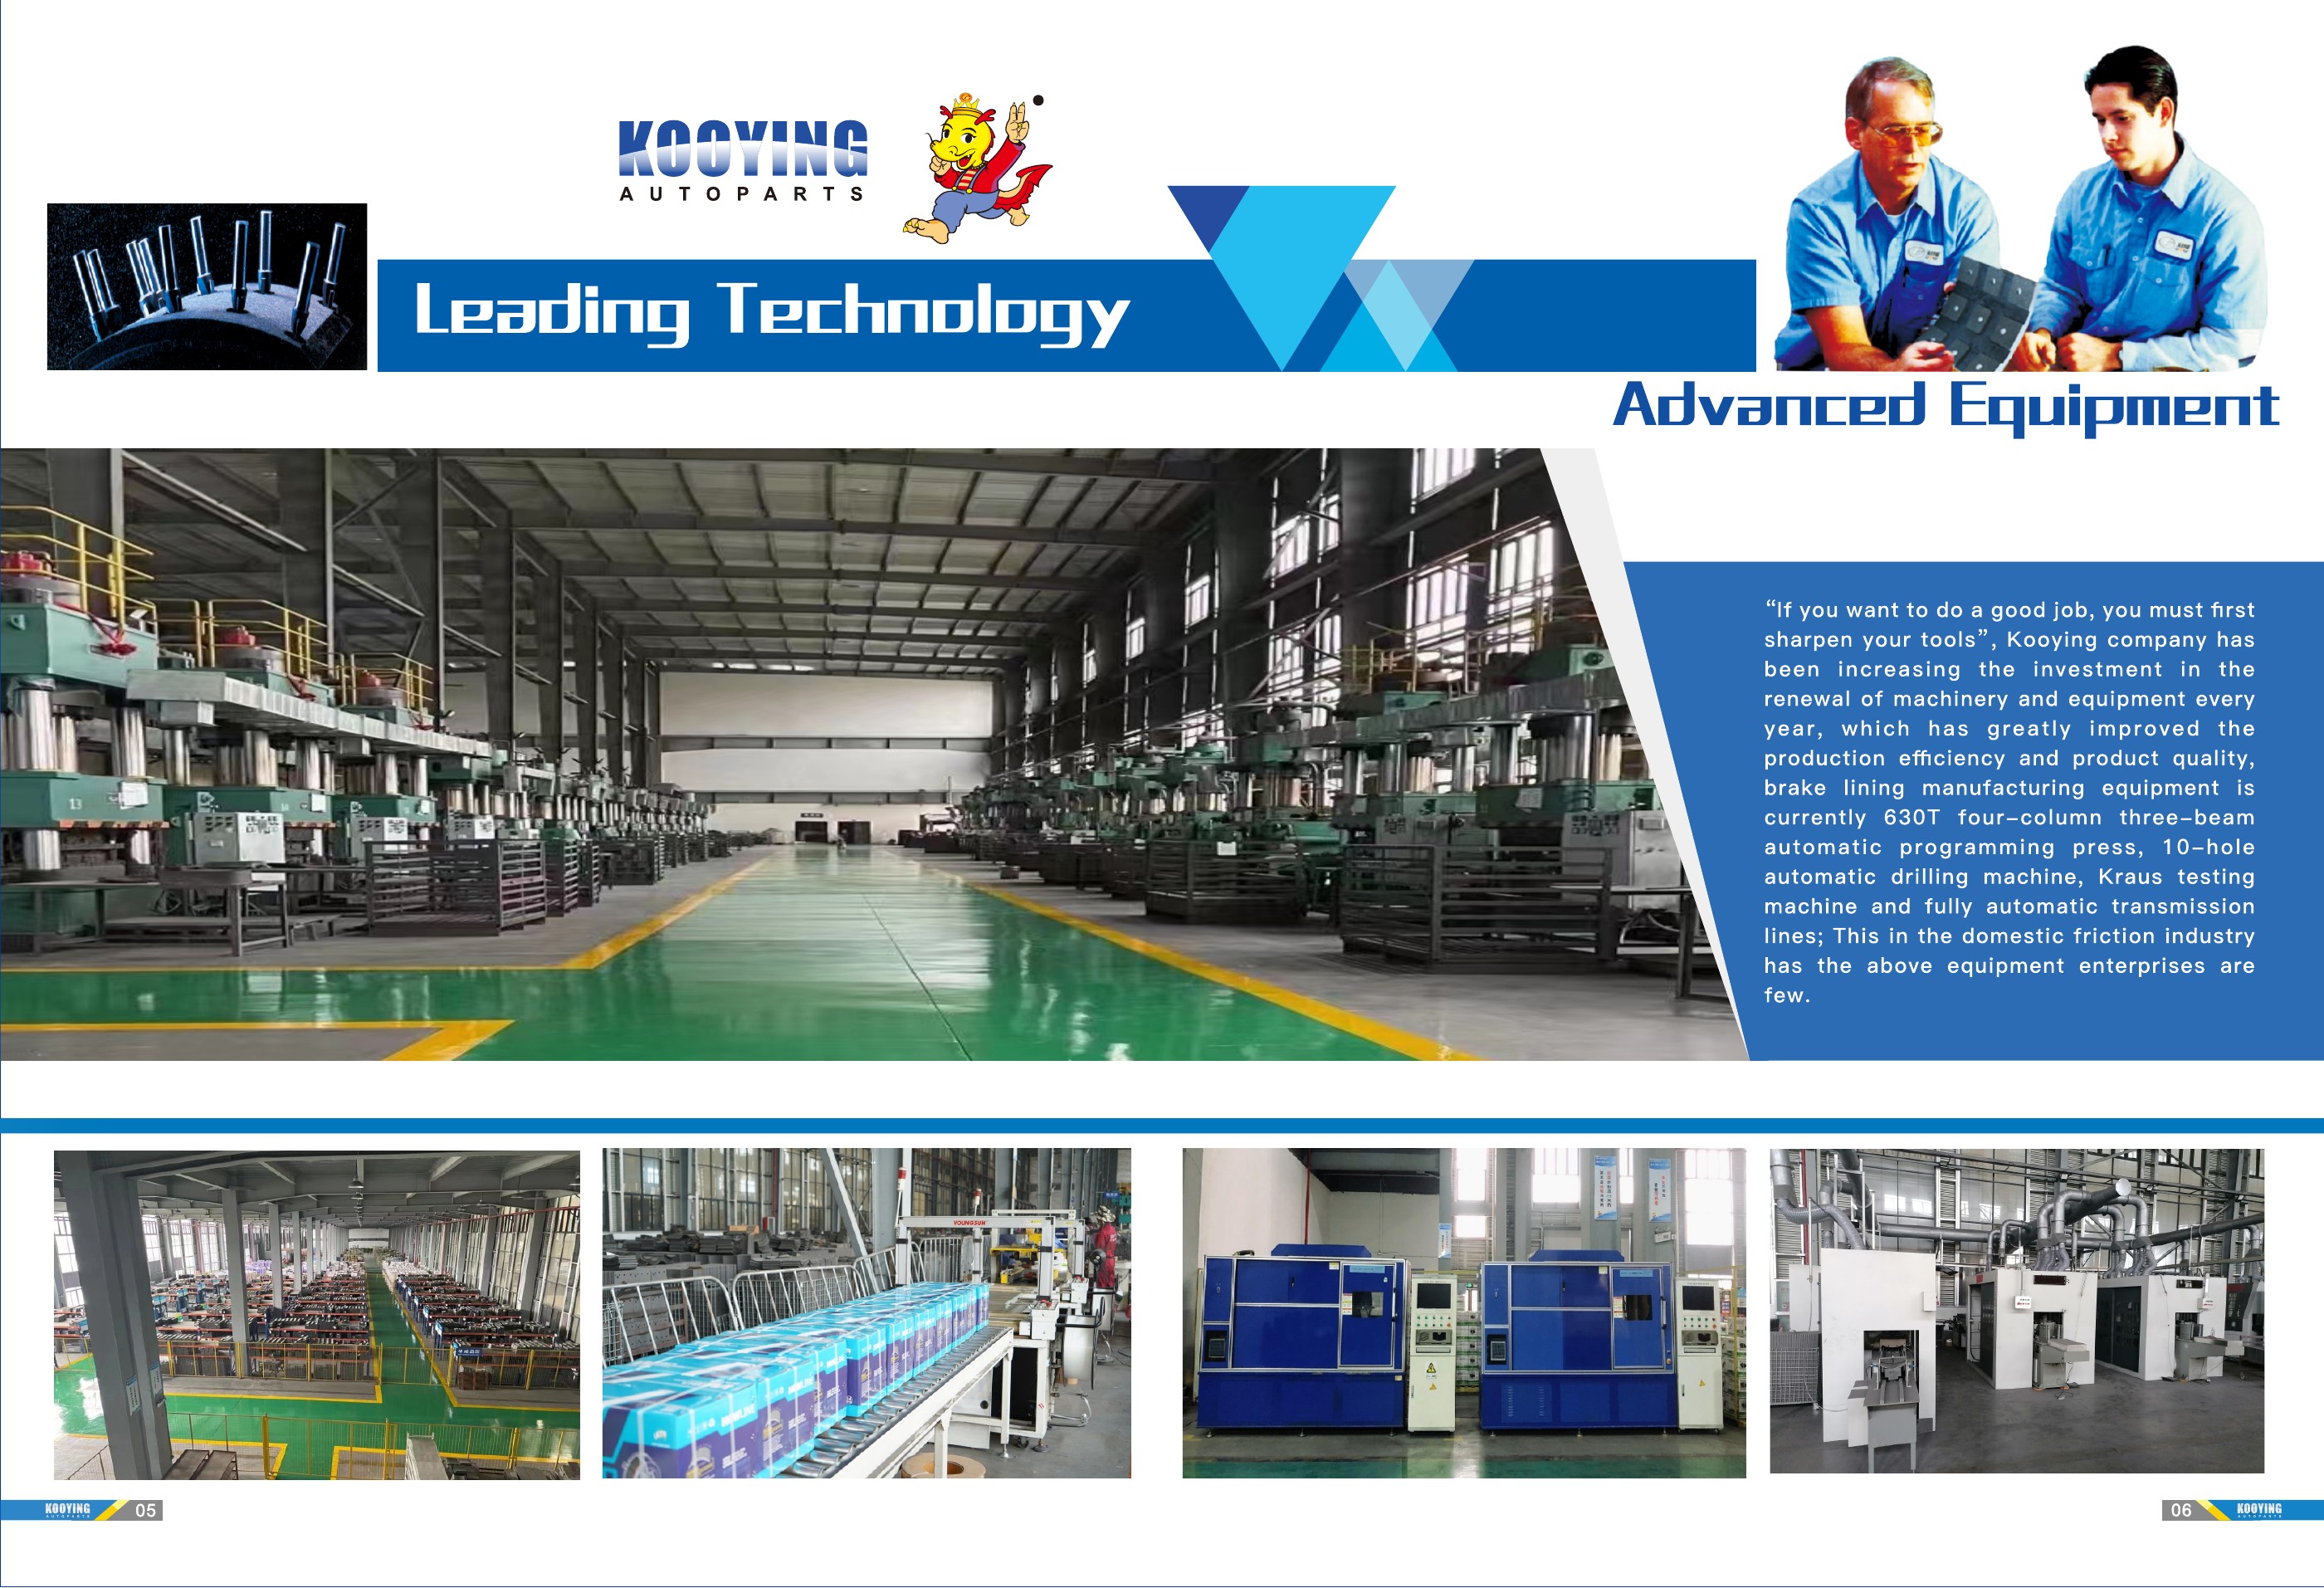 KOOYING
AUTOPARTS
Leading Technology
Advanced Equipment
“If you want to do a good job, you must first
sharpen your tools”, Kooying company has
been increasing the investment in the
renewal of machinery and equipment every
year, which has greatly improved the
production efficiency and product quality,
brake lining manufacturing equipment is
currently 630T four–column three–beam
automatic programming press, 10–hole
automatic drilling machine, Kraus testing
machine and fully automatic transmission
lines; This in the domestic friction industry
has the above equipment enterprises are
few.
13
YOUNGSUN
KOOYING
AUTOPARTS
05
06
KOOYING
AUTOPARTS